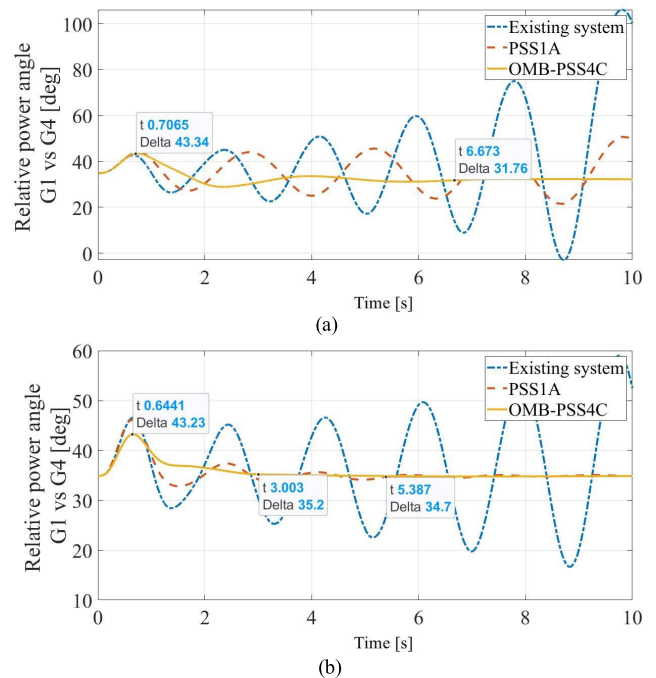 Relative power angle
G1 vs G4 [deg]
100
80
60
40
20
0
Existing system
PSS1A
OMB-PSS4C
t 0.7065
Delta 43.34
t 6.673
Delta 31.76
0 2 4 6 8 10
Time [s]
(a)
Relative power angle
G1 vs G4 [deg]
60
50
40
30
20
10
Existing system
PSS1A
OMB-PSS4C
t 0.6441
Delta 43.23
t 3.003
Delta 35.2
t 5.387
Delta 34.7
0 2 4 6 8 10
Time [s]
(b)